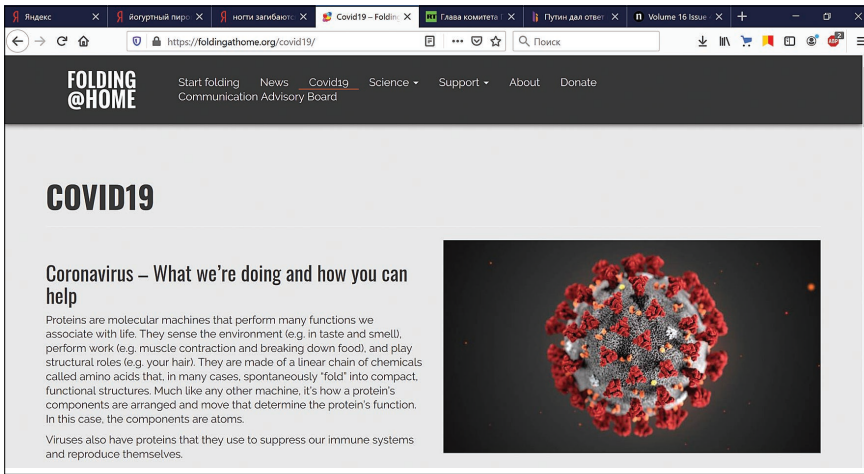 Яндекс
йогуртный пиро
ногти загибаютс
Covid19 – Foldin
RT Глава комитета Г
Путин дал ответ
n Volume 16 Issue
https://foldingathome.org/covid19/
Поиск
ABP
FOLDING
@HOME
Start folding News Covid19 Science Support About Donate
Communication Advisory Board
COVID19
Coronavirus – What we're doing and how you can
help
Proteins are molecular machines that perform many functions we
associate with life. They sense the environment (e.g. in taste and smell),
perform work (e.g. muscle contraction and breaking down food), and play
structural roles (e.g. your hair). They are made of a linear chain of chemicals
called amino acids that, in many cases, spontaneously “fold” into compact,
functional structures. Much like any other machine, it's how a protein's
components are arranged and move that determine the protein's function.
In this case, the components are atoms.
Viruses also have proteins that they use to suppress our immune systems
and reproduce themselves.